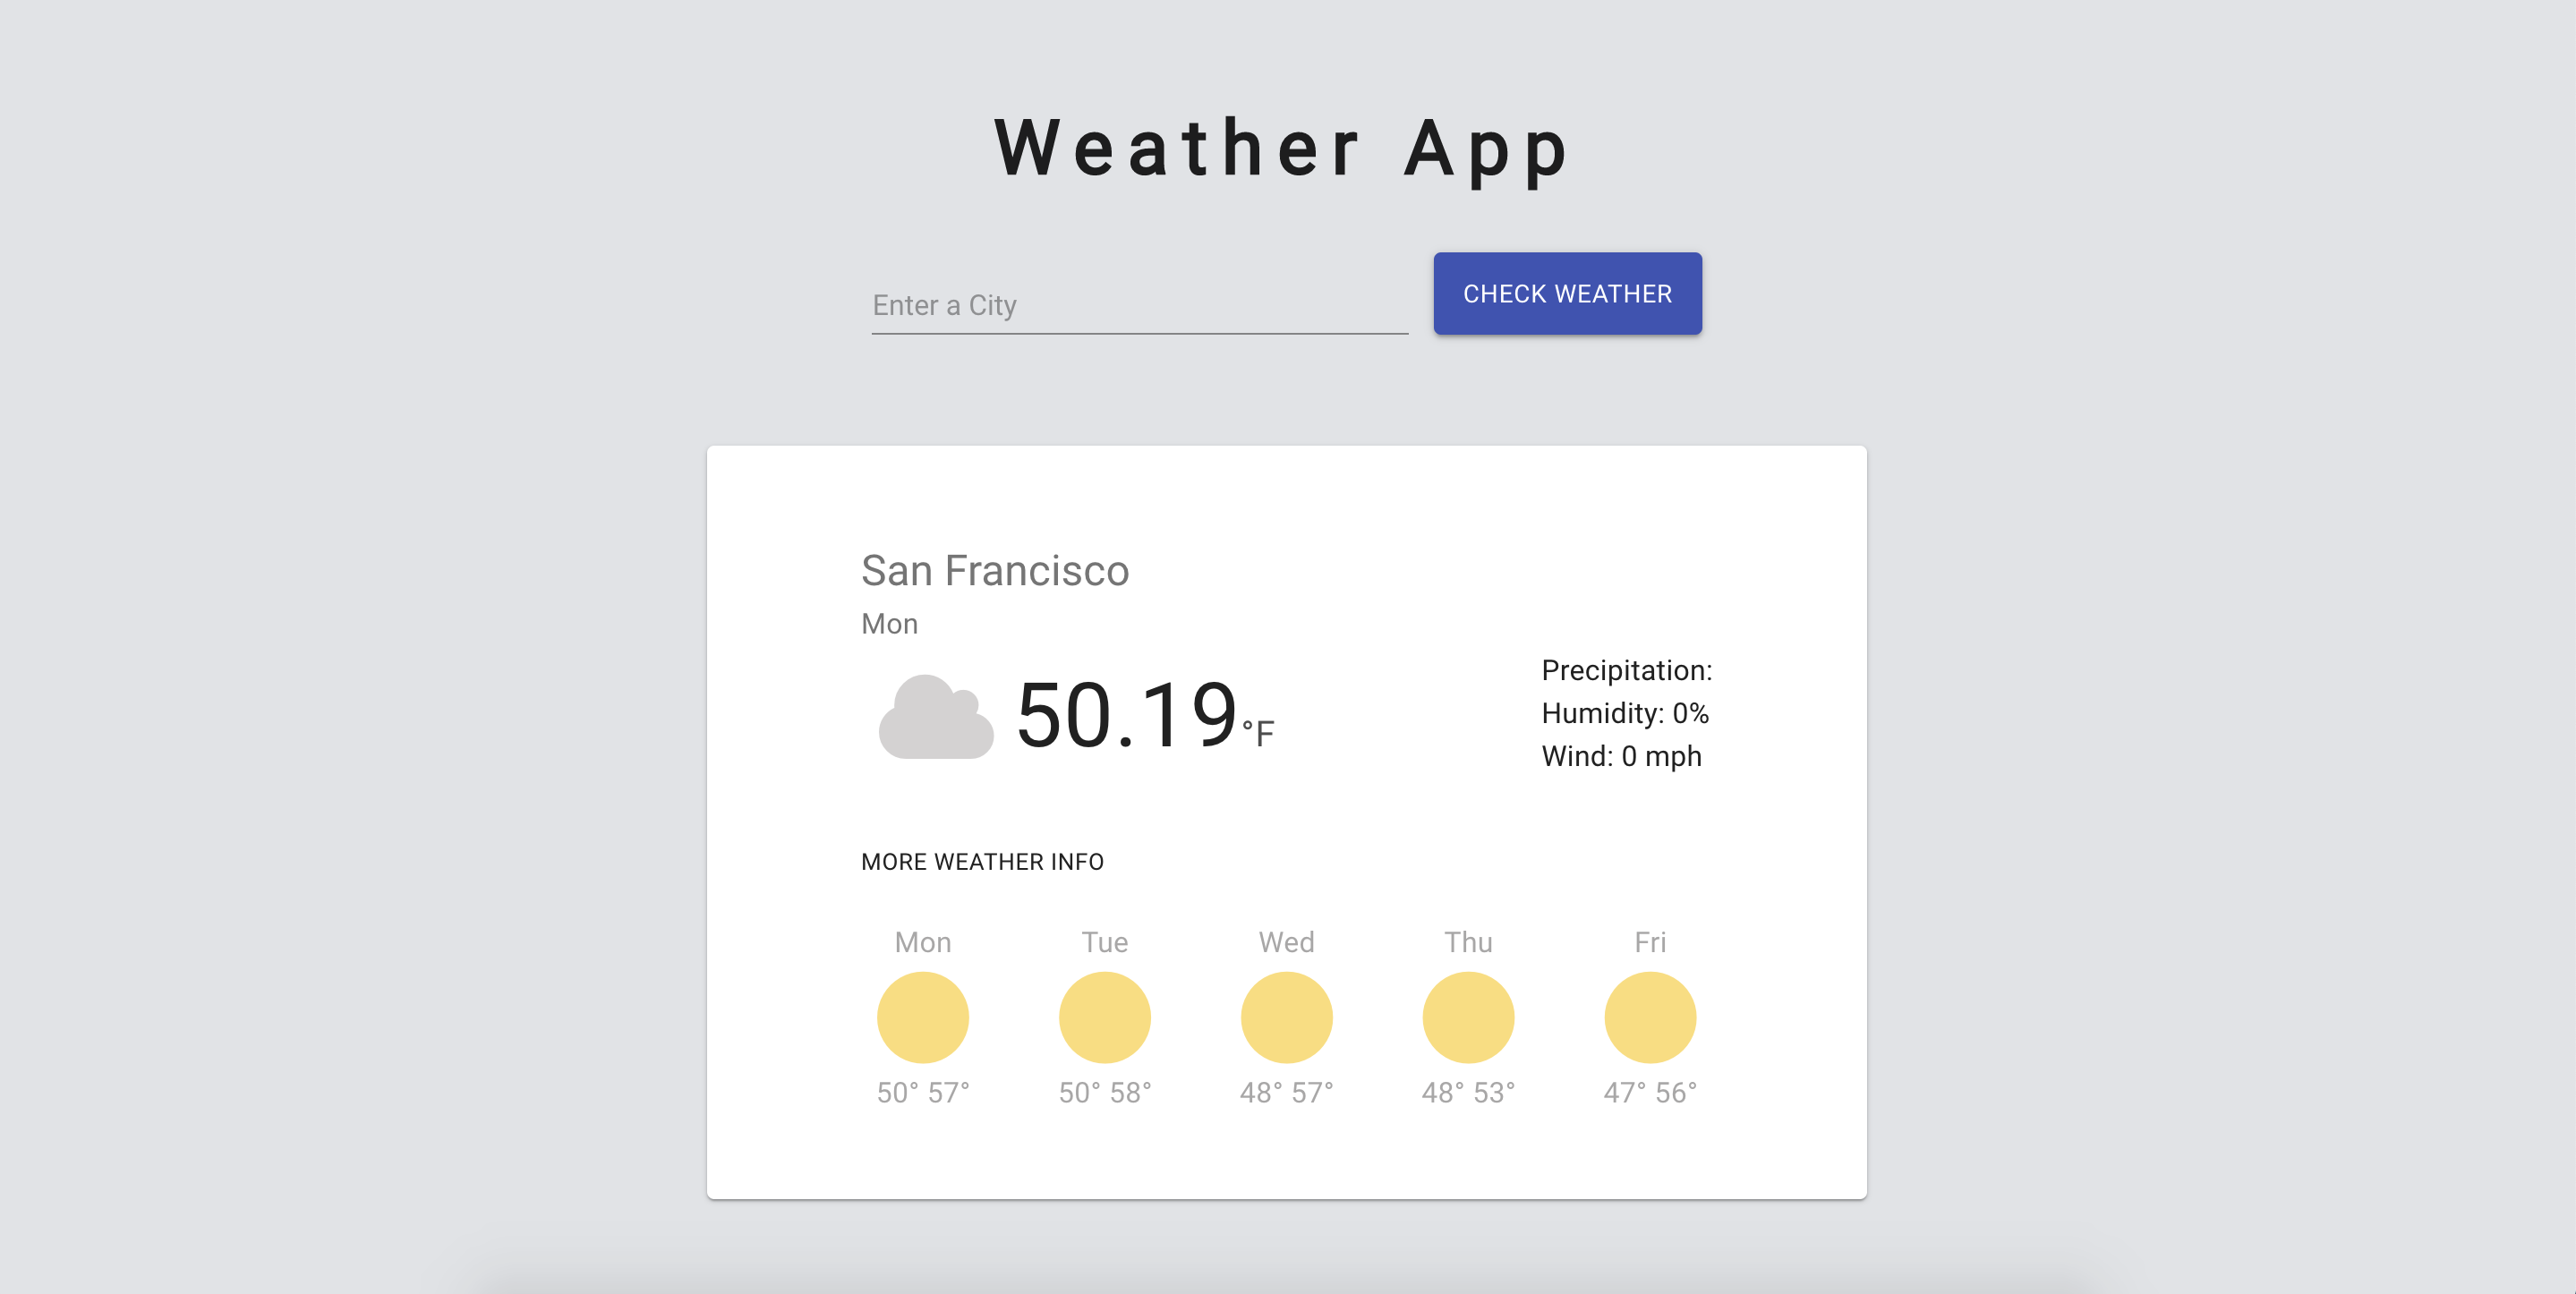 Weather App
Enter a City
CHECK WEATHER
San Francisco
Mon
50.19°F
Precipitation:
Humidity: 0%
Wind: 0 mph
MORE WEATHER INFO
Mon Tue Wed Thu Fri
50° 57° 50° 58° 48° 57° 48° 53° 47° 56°